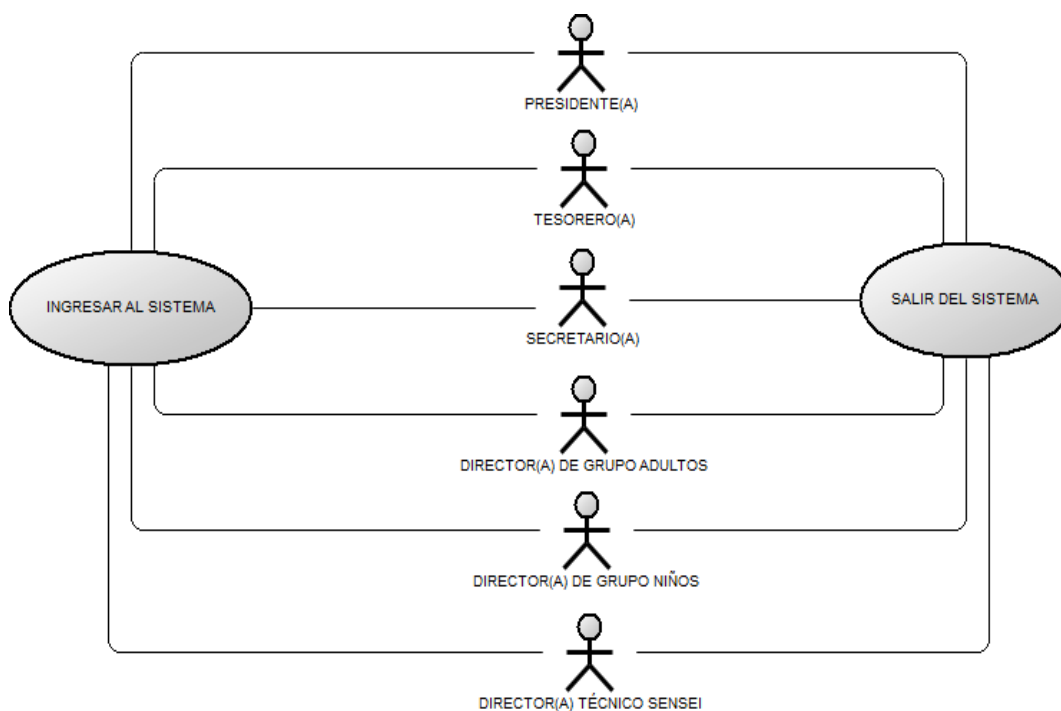 PRESIDENTE(A)
TESORERO(A)
INGRESAR AL SISTEMA
SALIR DEL SISTEMA
SECRETARIO(A)
DIRECTOR(A) DE GRUPO ADULTOS
DIRECTOR(A) DE GRUPO NIÑOS
DIRECTOR(A) TÉCNICO SENSEI